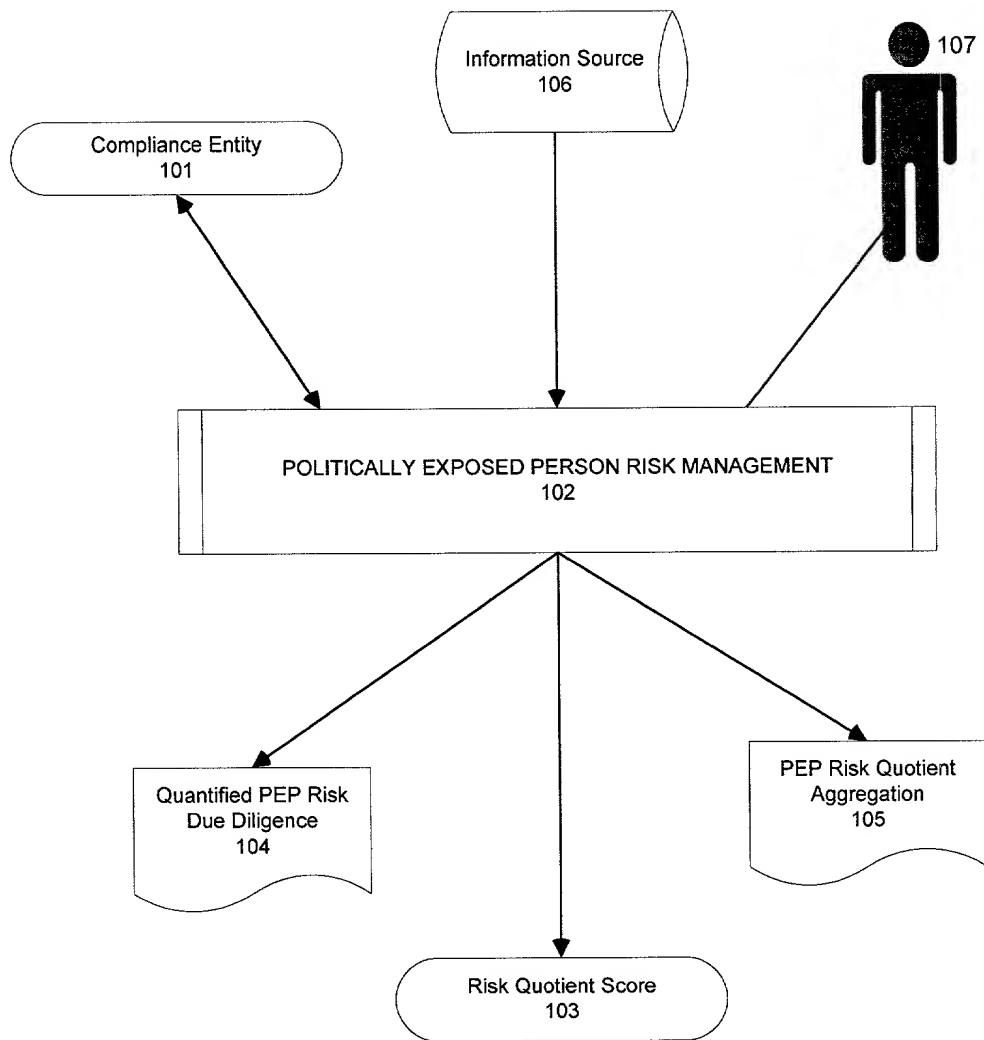 Information Source
106
107
Compliance Entity
101
POLITICALLY EXPOSED PERSON RISK MANAGEMENT
102
Quantified PEP Risk
Due Diligence
104
PEP Risk Quotient
Aggregation
105
Risk Quotient Score
103